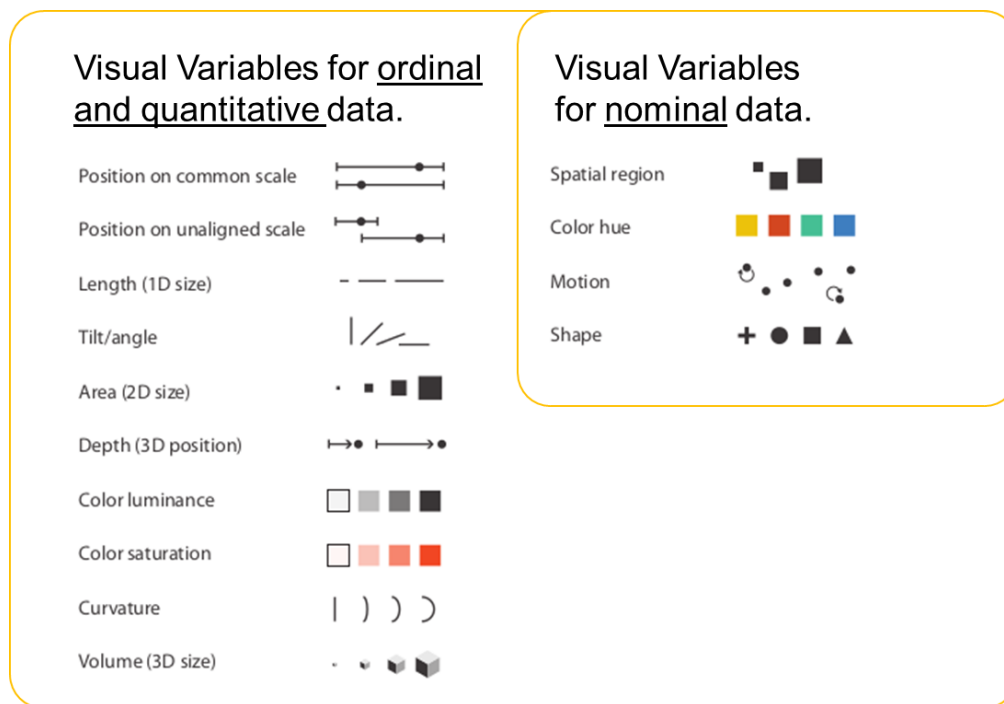 Visual Variables for ordinal
and quantitative data.
Position on common scale
Position on unaligned scale
Length (1D size)
Tilt/angle
Area (2D size)
Depth (3D position)
Color luminance
Color saturation
Curvature
Volume (3D size)
Visual Variables
for nominal data.
Spatial region
Color hue
Motion
Shape